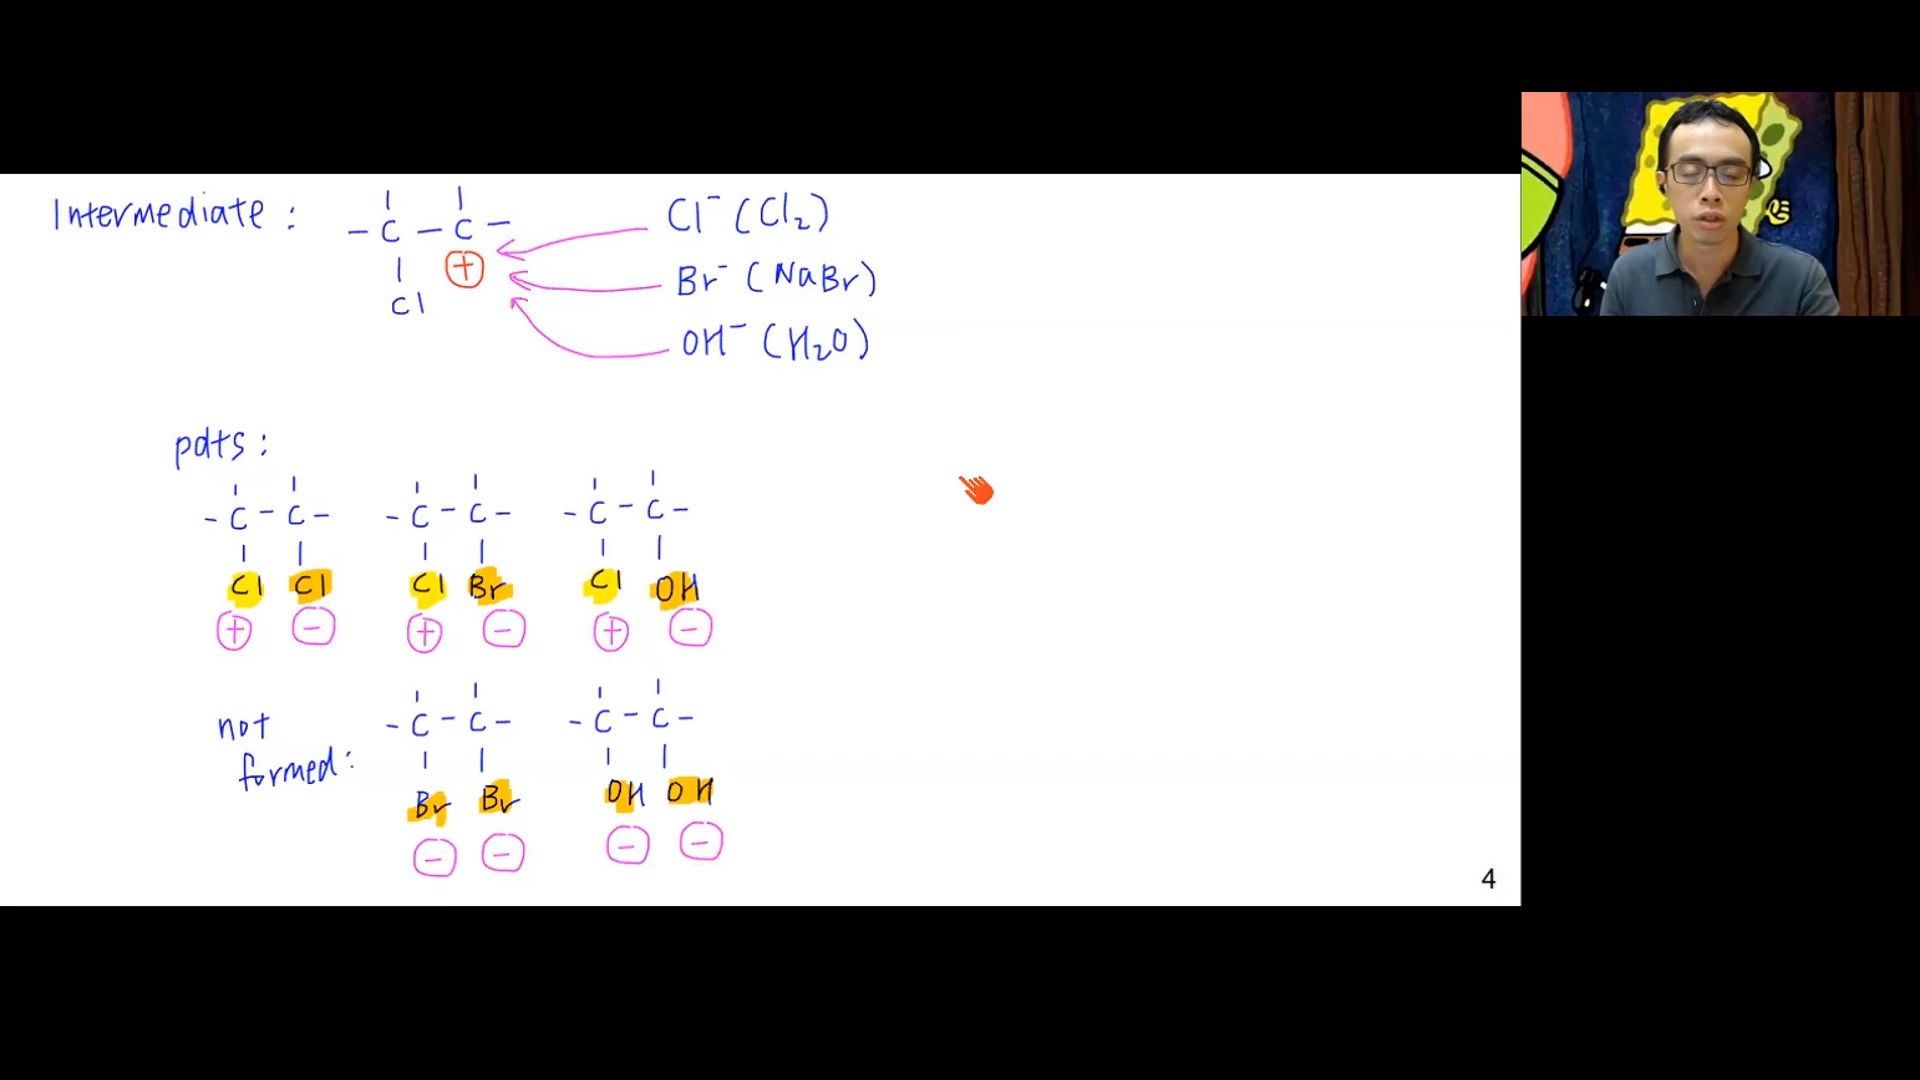 Intermediate :
– C – C –
⊕
Cl
Cl⁻ (Cl₂)
Br⁻ (NaBr)
OH⁻ (H₂O)
pdts :
– C – C –   – C – C –   – C – C –
Cl Cl   Cl Br   Cl OH
⊕ ⊖   ⊕ ⊖   ⊕ ⊖
not
formed :
– C – C –   – C – C –
Br Br   OH OH
⊖ ⊖   ⊖ ⊖
4